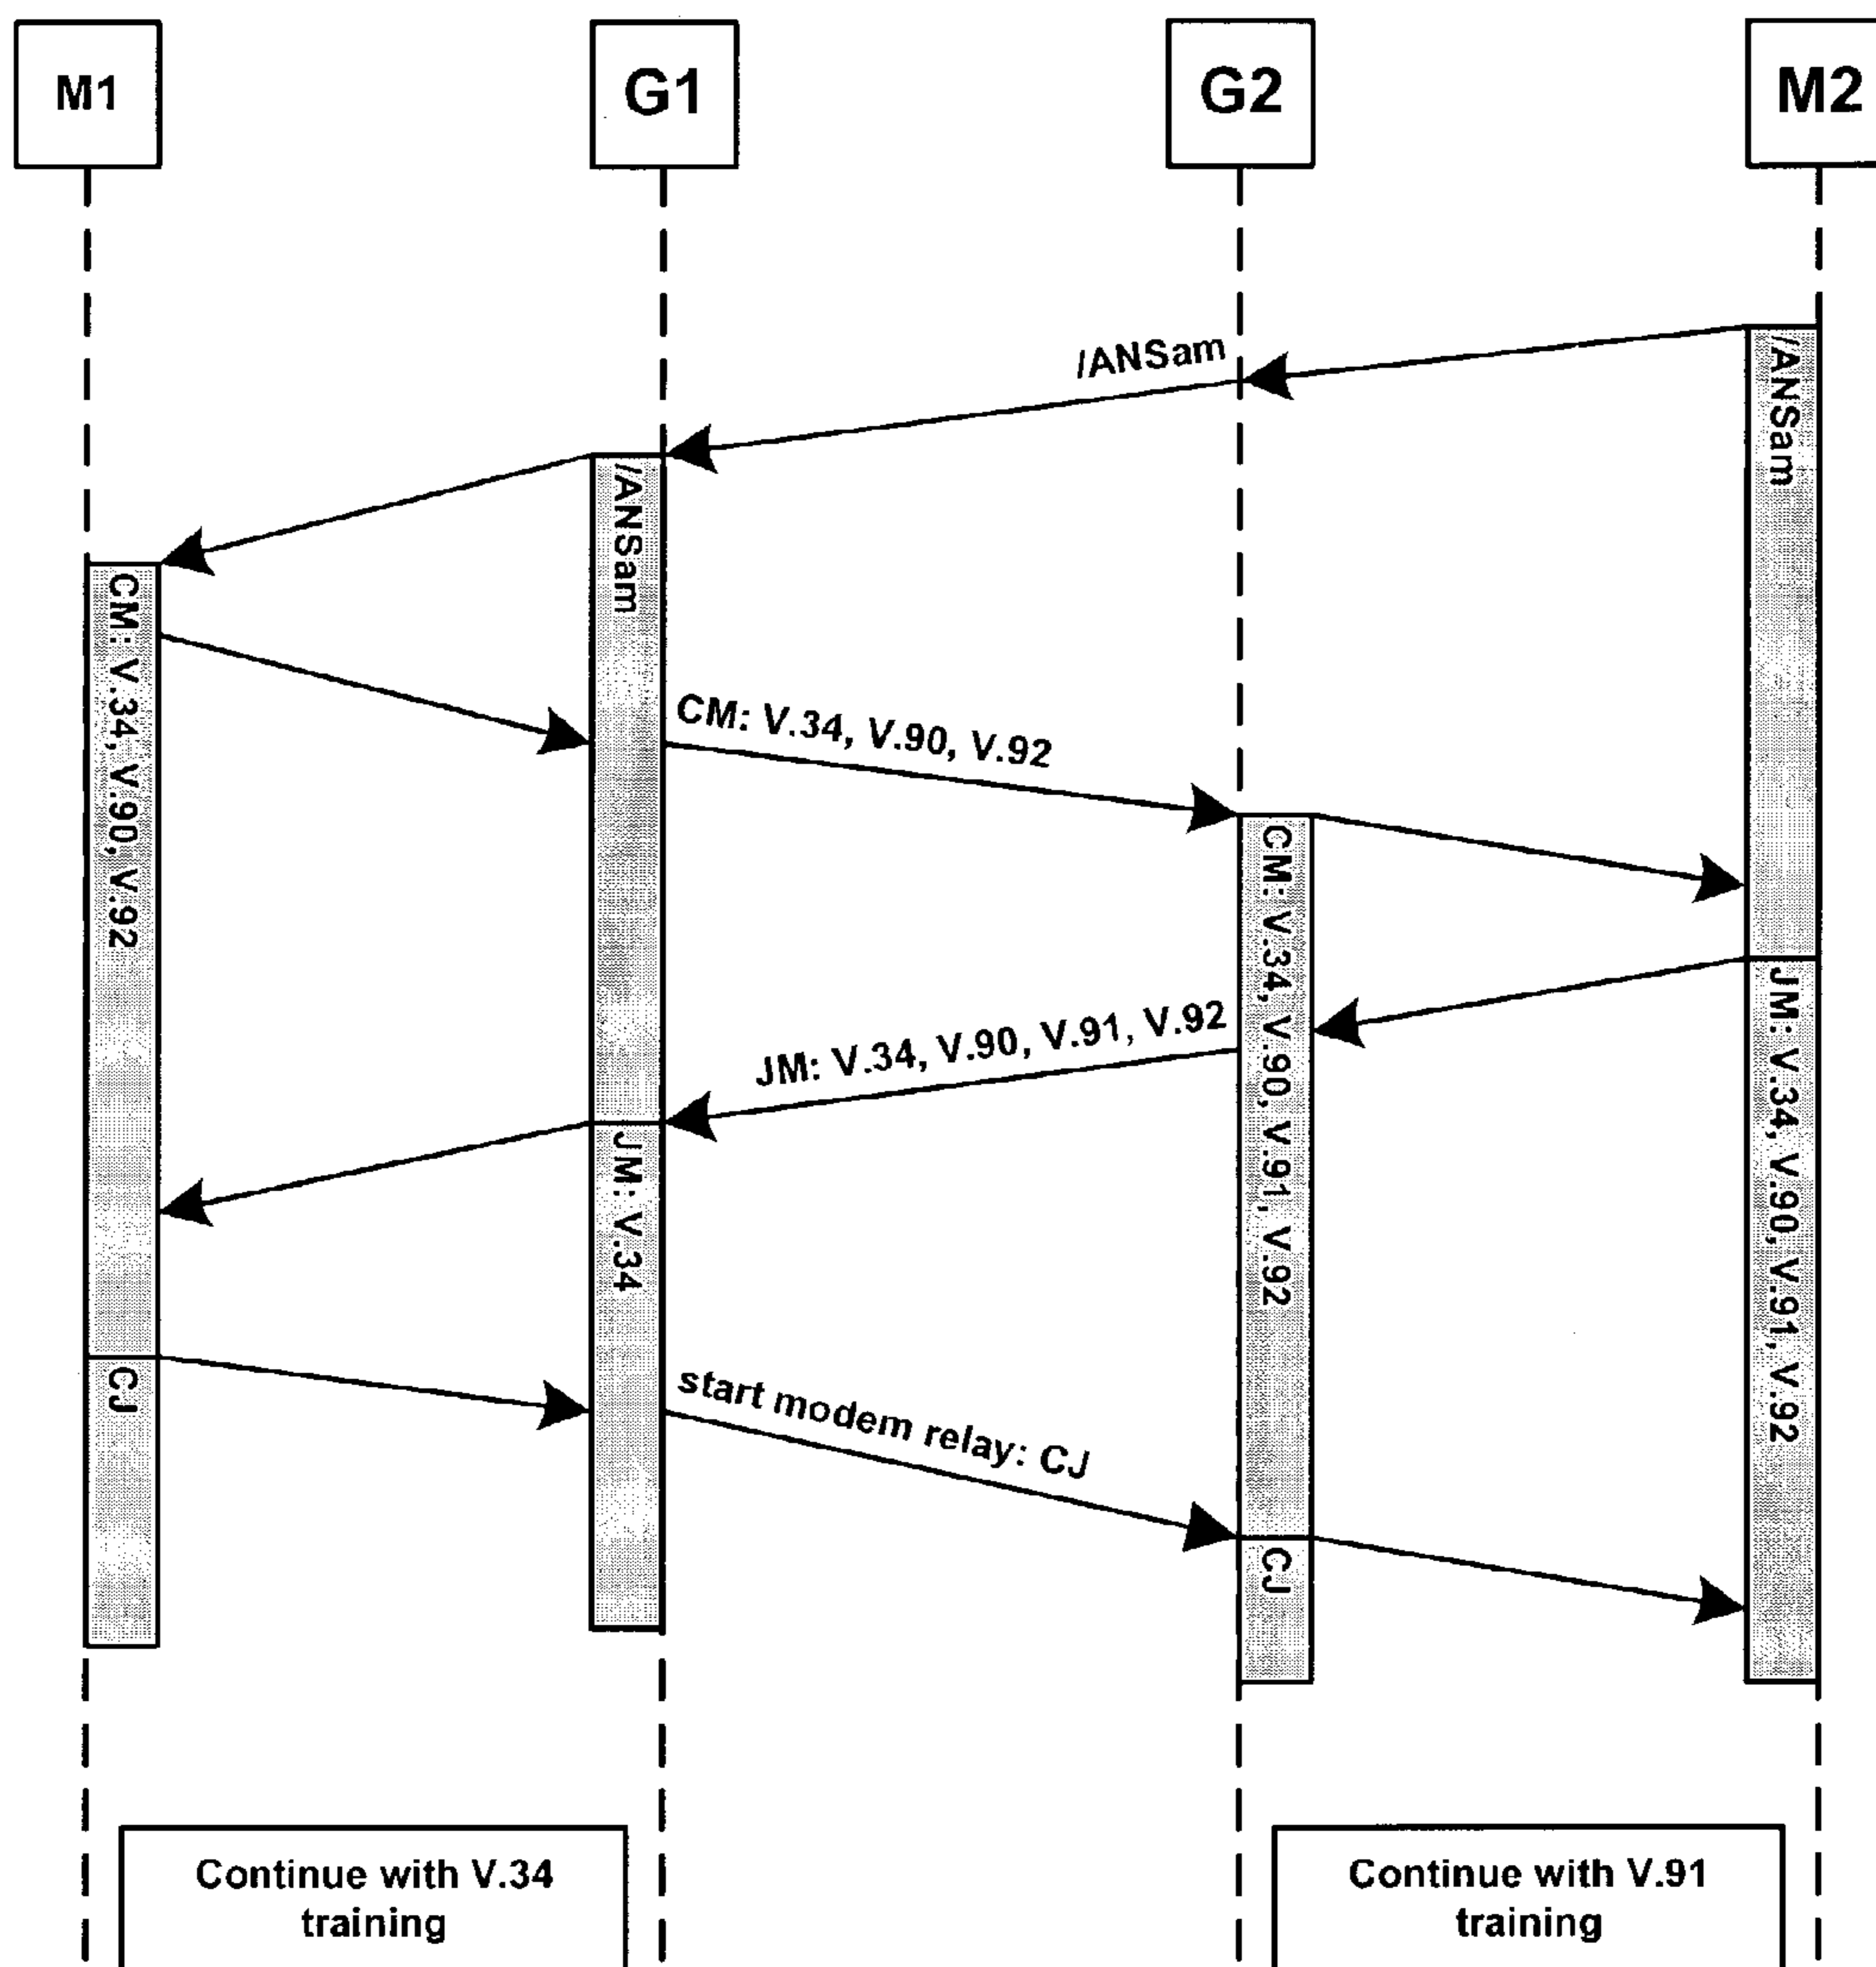 M1
G1
G2
M2
/ANSam
/ANSam
/ANSam
CM: V.34, V.90, V.92
CM: V.34, V.90, V.92
CM: V.34, V.90, V.91, V.92
JM: V.34, V.90, V.91, V.92
JM: V.34, V.90, V.91, V.92
JM: V.34
CJ
start modem relay: CJ
CJ
Continue with V.34
training
Continue with V.91
training